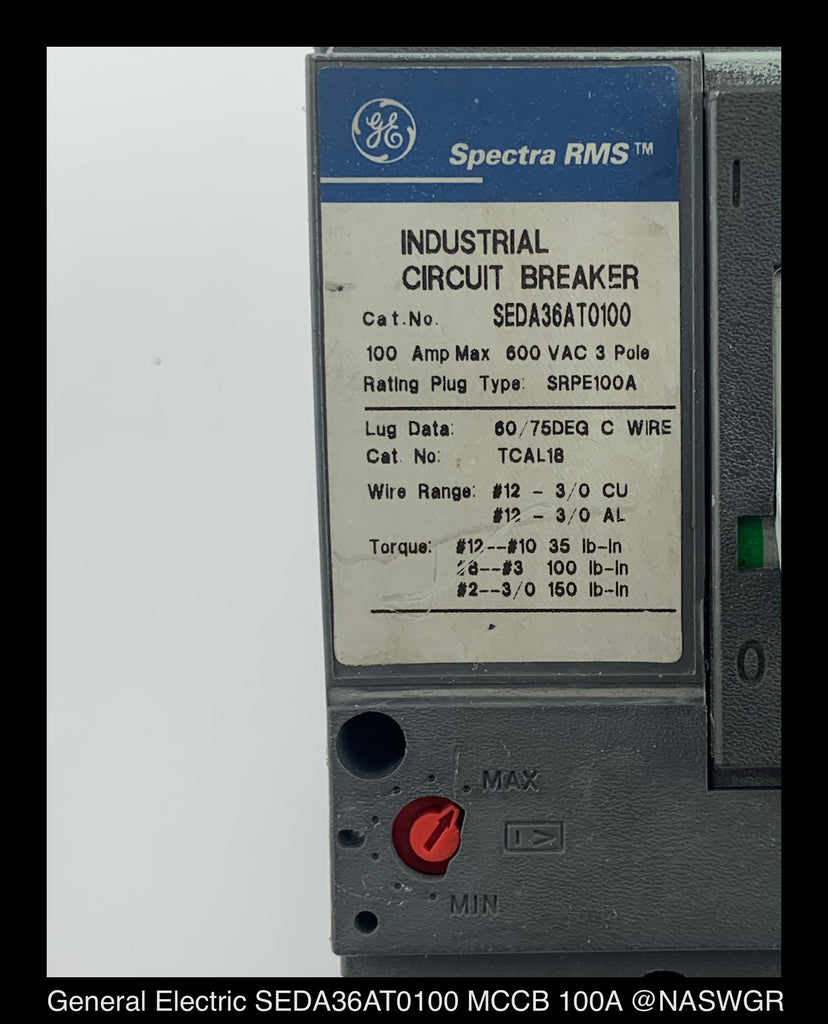 GE
Spectra RMS™
INDUSTRIAL
CIRCUIT BREAKER
Cat.No. SEDA36AT0100
100 Amp Max 600 VAC 3 Pole
Rating Plug Type: SRPE100A
Lug Data: 60/75DEG C WIRE
Cat. No: TCAL18
Wire Range: #12 - 3/0 CU
#12 - 3/0 AL
Torque: #12--#10 35 lb-in
#8--#3 100 lb-in
#2--3/0 150 lb-in
I
O
MAX
I >
MIN
General Electric SEDA36AT0100 MCCB 100A @NASWGR